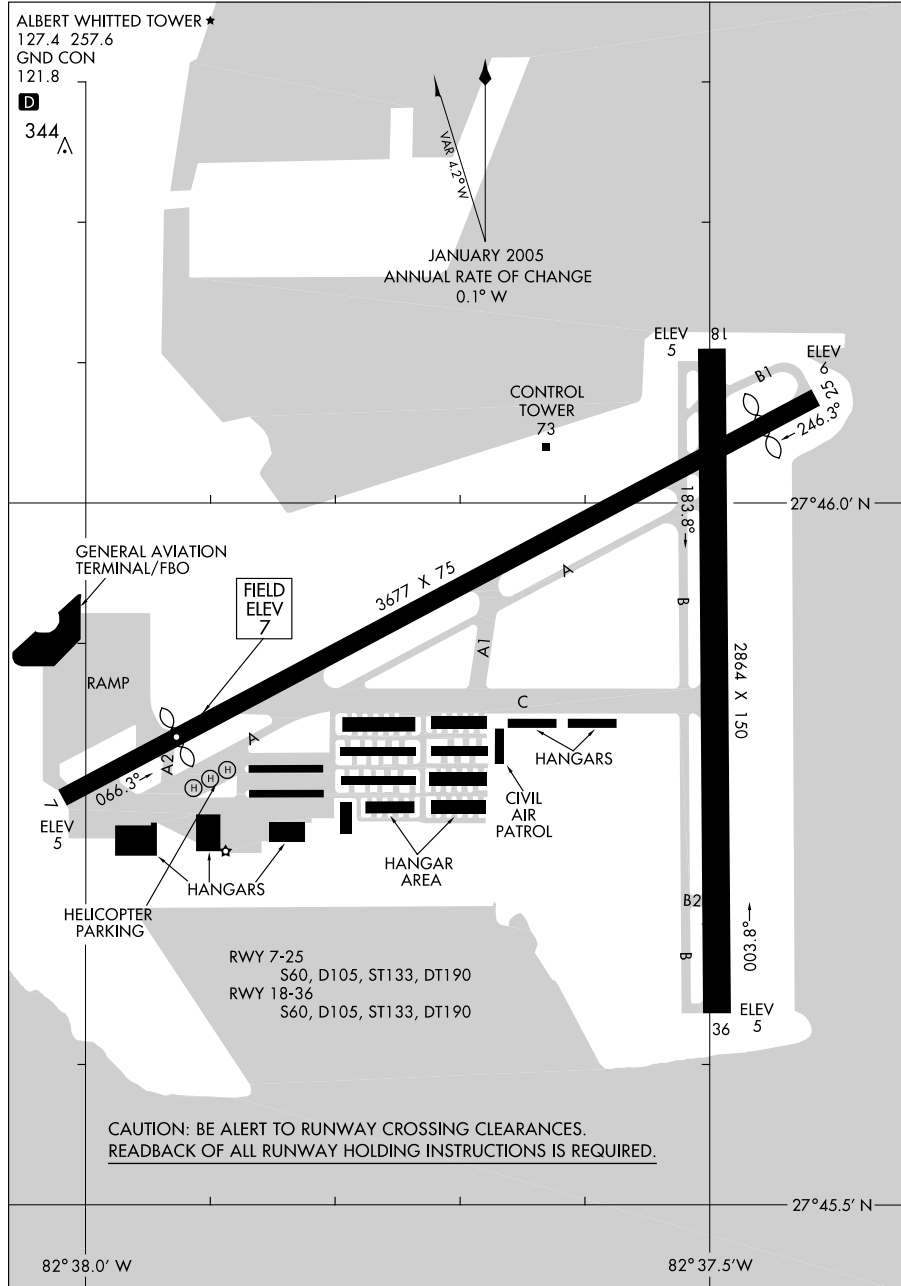 ALBERT WHITTED TOWER ★
127.4 257.6
GND CON
121.8
D
344
VAR 4.2° W
JANUARY 2005
ANNUAL RATE OF CHANGE
0.1° W
ELEV
5
18
B1
ELEV
6
25
246.3°
CONTROL
TOWER
73
183.8°
27°46.0' N
GENERAL AVIATION
TERMINAL/FBO
FIELD
ELEV
7
3677 X 75
A
B
A1
2864 X 150
RAMP
C
A
A2
HANGARS
066.3°
H
H
H
7
ELEV
5
CIVIL
AIR
PATROL
HANGAR
AREA
HANGARS
HELICOPTER
PARKING
B2
003.8°
B
RWY 7-25
S60, D105, ST133, DT190
RWY 18-36
S60, D105, ST133, DT190
36
ELEV
5
CAUTION: BE ALERT TO RUNWAY CROSSING CLEARANCES.
READBACK OF ALL RUNWAY HOLDING INSTRUCTIONS IS REQUIRED.
27°45.5' N
82°38.0' W
82°37.5'W